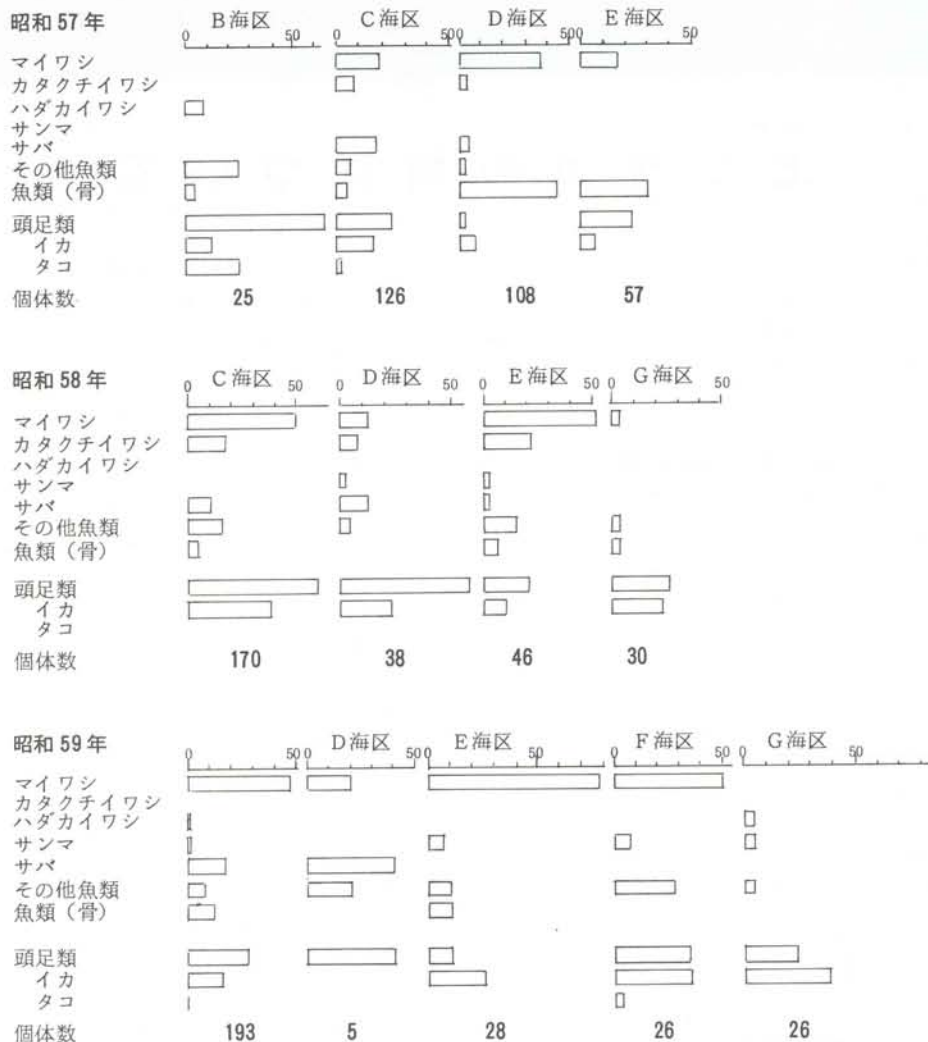 昭和57年 B海区 C海区 D海区 E海区
0 50 0 50 0 50 0 50
マイワシ
カタクチイワシ
ハダカイワシ
サンマ
サバ
その他魚類
魚類（骨）
頭足類
イカ
タコ
個体数 25 126 108 57
昭和58年 C海区 D海区 E海区 G海区
0 50 0 50 0 50 0 50
マイワシ
カタクチイワシ
ハダカイワシ
サンマ
サバ
その他魚類
魚類（骨）
頭足類
イカ
タコ
個体数 170 38 46 30
昭和59年 D海区 E海区 F海区 G海区
0 50 0 50 0 50 0 50 0 50
マイワシ
カタクチイワシ
ハダカイワシ
サンマ
サバ
その他魚類
魚類（骨）
頭足類
イカ
タコ
個体数 193 5 28 26 26